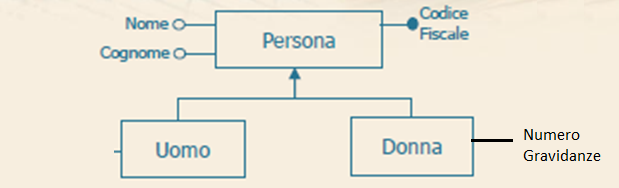 Nome
Cognome
Persona
Codice
Fiscale
Uomo
Donna
Numero
Gravidanze